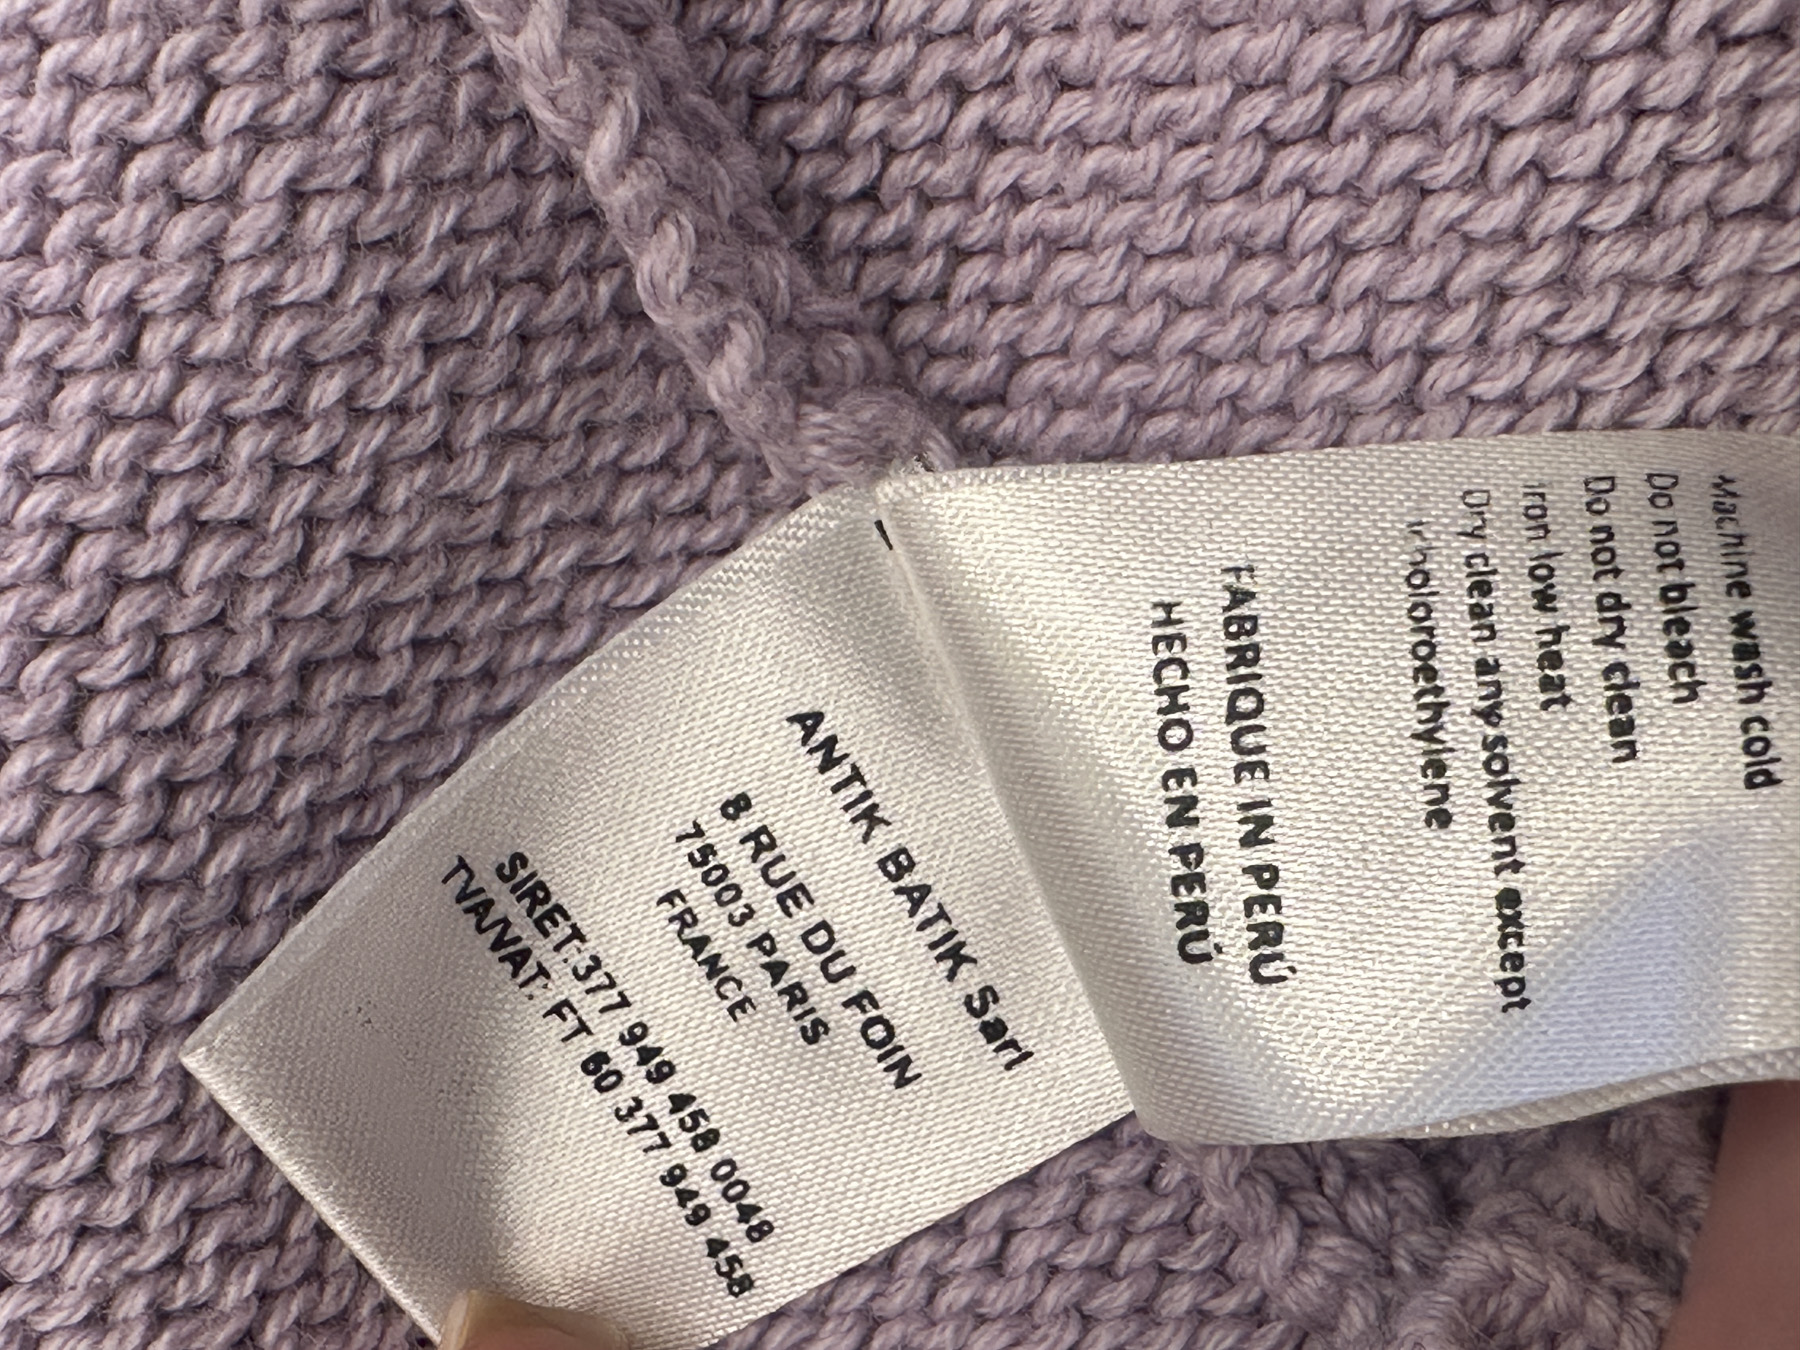 ANTIK BATIK Sarl
8 RUE DU FOIN
75003 PARIS
FRANCE
SIRET:377 949 458 0048
TVA/VAT: FT 60 377 949 458
Machine wash cold
Do not bleach
Do not dry clean
Iron low heat
Dry clean any solvent except
FABRIQUE IN PERÚ
HECHO EN PERÚ